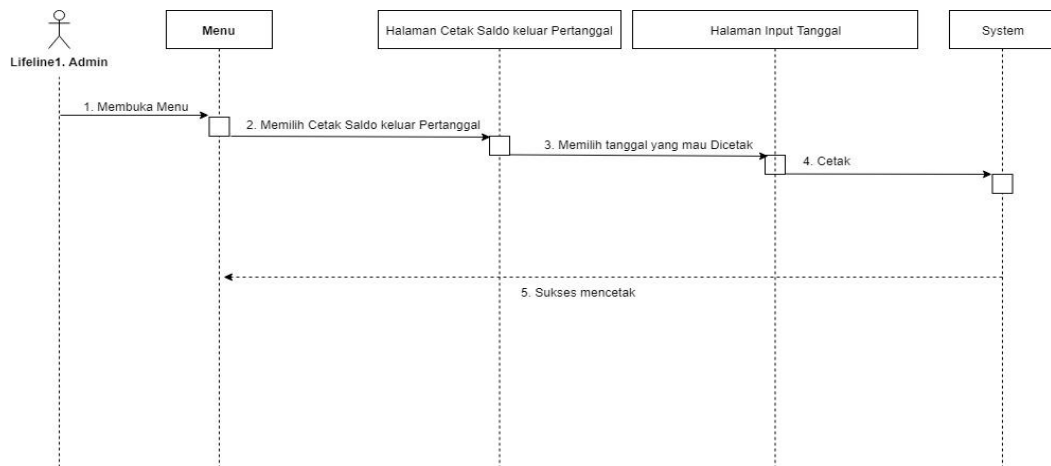 Menu
Halaman Cetak Saldo keluar Pertanggal
Halaman Input Tanggal
System
Lifeline1. Admin
1. Membuka Menu
2. Memilih Cetak Saldo keluar Pertanggal
3. Memilih tanggal yang mau Dicetak
4. Cetak
5. Sukses mencetak